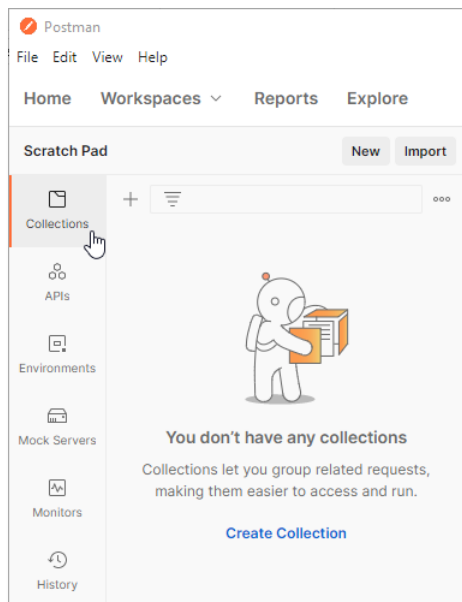 Postman
File Edit View Help
Home Workspaces Reports Explore
Scratch Pad New Import
Collections
APIs
Environments
Mock Servers
Monitors
History
You don't have any collections
Collections let you group related requests,
making them easier to access and run.
Create Collection